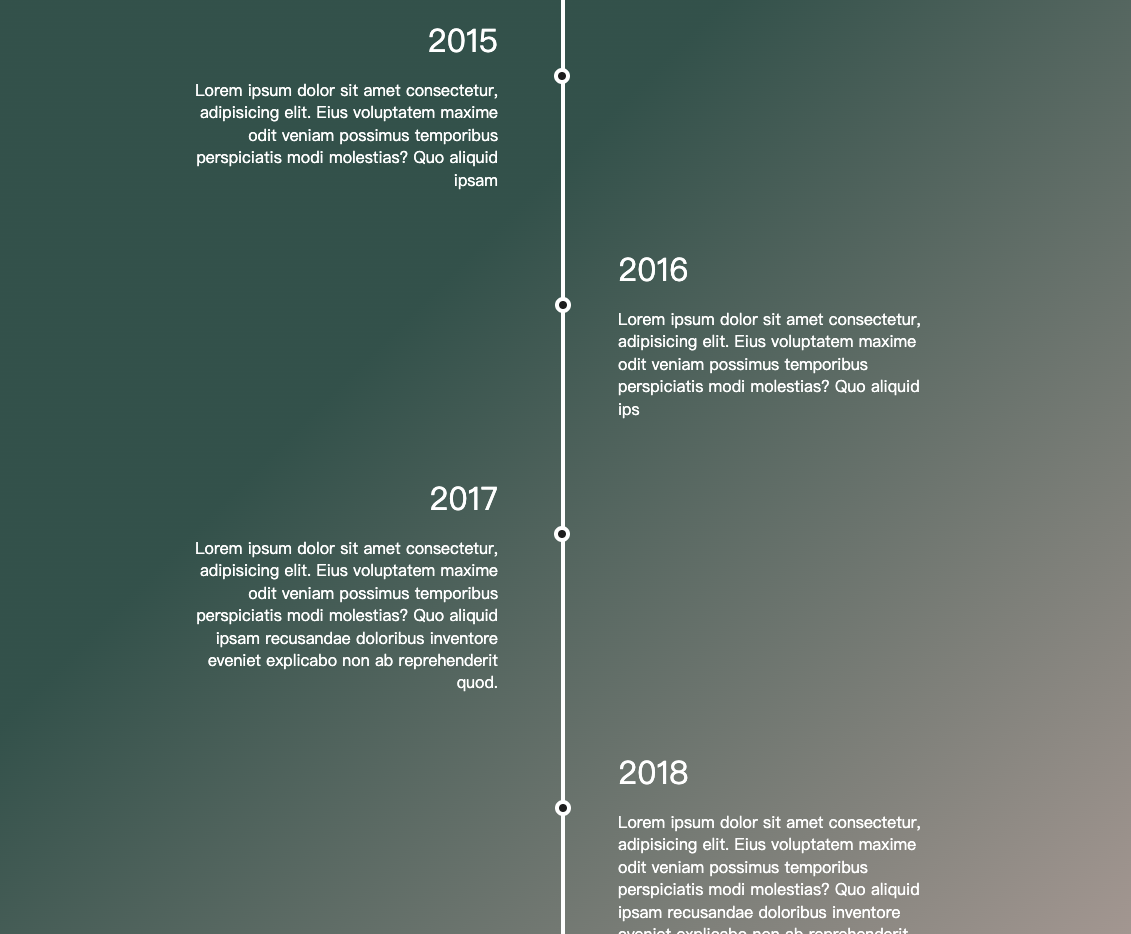 2015
Lorem ipsum dolor sit amet consectetur,
adipisicing elit. Eius voluptatem maxime
odit veniam possimus temporibus
perspiciatis modi molestias? Quo aliquid
ipsam
2016
Lorem ipsum dolor sit amet consectetur,
adipisicing elit. Eius voluptatem maxime
odit veniam possimus temporibus
perspiciatis modi molestias? Quo aliquid
ips
2017
Lorem ipsum dolor sit amet consectetur,
adipisicing elit. Eius voluptatem maxime
odit veniam possimus temporibus
perspiciatis modi molestias? Quo aliquid
ipsam recusandae doloribus inventore
eveniet explicabo non ab reprehenderit
quod.
2018
Lorem ipsum dolor sit amet consectetur,
adipisicing elit. Eius voluptatem maxime
odit veniam possimus temporibus
perspiciatis modi molestias? Quo aliquid
ipsam recusandae doloribus inventore
eveniet explicabo non ab reprehenderit